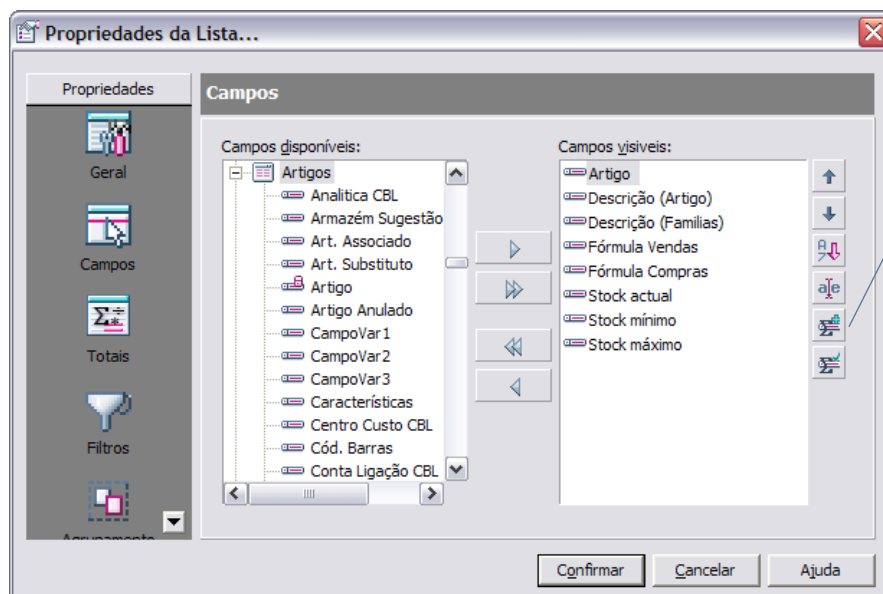 Propriedades da Lista...
Propriedades
Geral
Campos
Totais
Filtros
Agrupamento
Campos
Campos disponíveis:
Artigos
Analitica CBL
Armazém Sugestão
Art. Associado
Art. Substituto
Artigo
Artigo Anulado
CampoVar1
CampoVar2
CampoVar3
Características
Centro Custo CBL
Cód. Barras
Conta Ligação CBL
Campos visiveis:
Artigo
Descrição (Artigo)
Descrição (Familias)
Fórmula Vendas
Fórmula Compras
Stock actual
Stock mínimo
Stock máximo
Confirmar
Cancelar
Ajuda